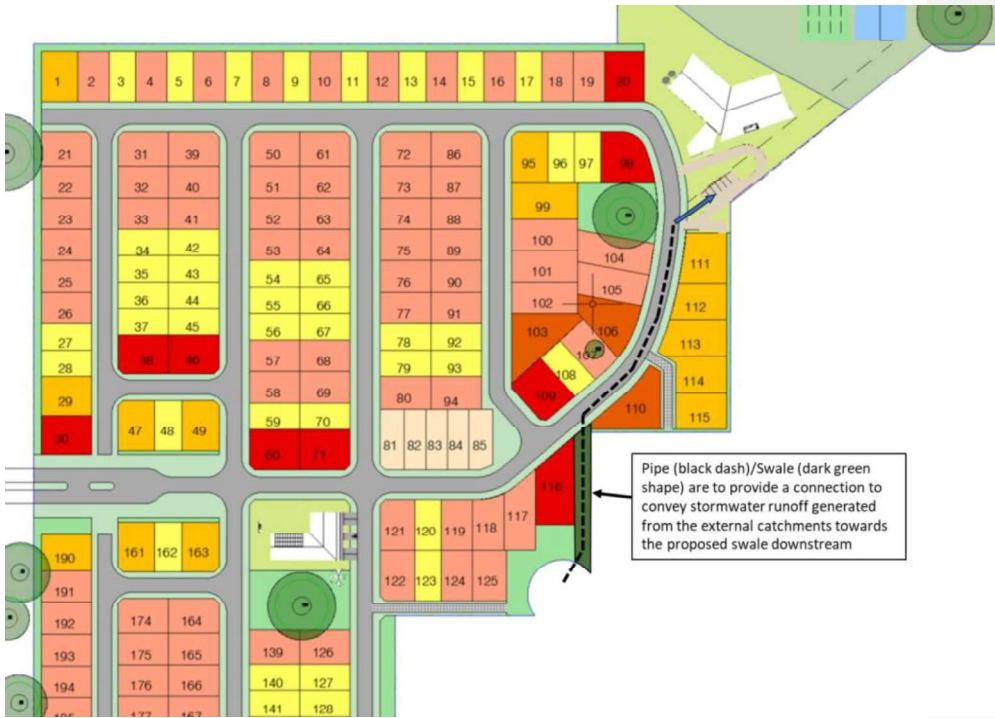 1 2 3 4 5 6 7 8 9 10 11 12 13 14 15 16 17 18 19 20
21 31 39 50 61 72 86 95 96 97 98
22 32 40 51 62 73 87 99
23 33 41 52 63 74 88 100
24 34 42 53 64 75 89 101 104 111
25 35 43 54 65 76 90 102 105 112
26 36 44 55 66 77 91 103 106
27 37 45 56 67 78 92 107 113
28 38 46 57 68 79 93 108 114
29 58 69 80 94 109 110 115
30 47 48 49 59 70 81 82 83 84 85
60 71
116
Pipe (black dash)/Swale (dark green
shape) are to provide a connection to
convey stormwater runoff generated
from the external catchments towards
the proposed swale downstream
121 120 119 118 117
190 161 162 163
191 122 123 124 125
192 174 164
193 175 165 139 126
194 176 166 140 127
195 177 167 141 128